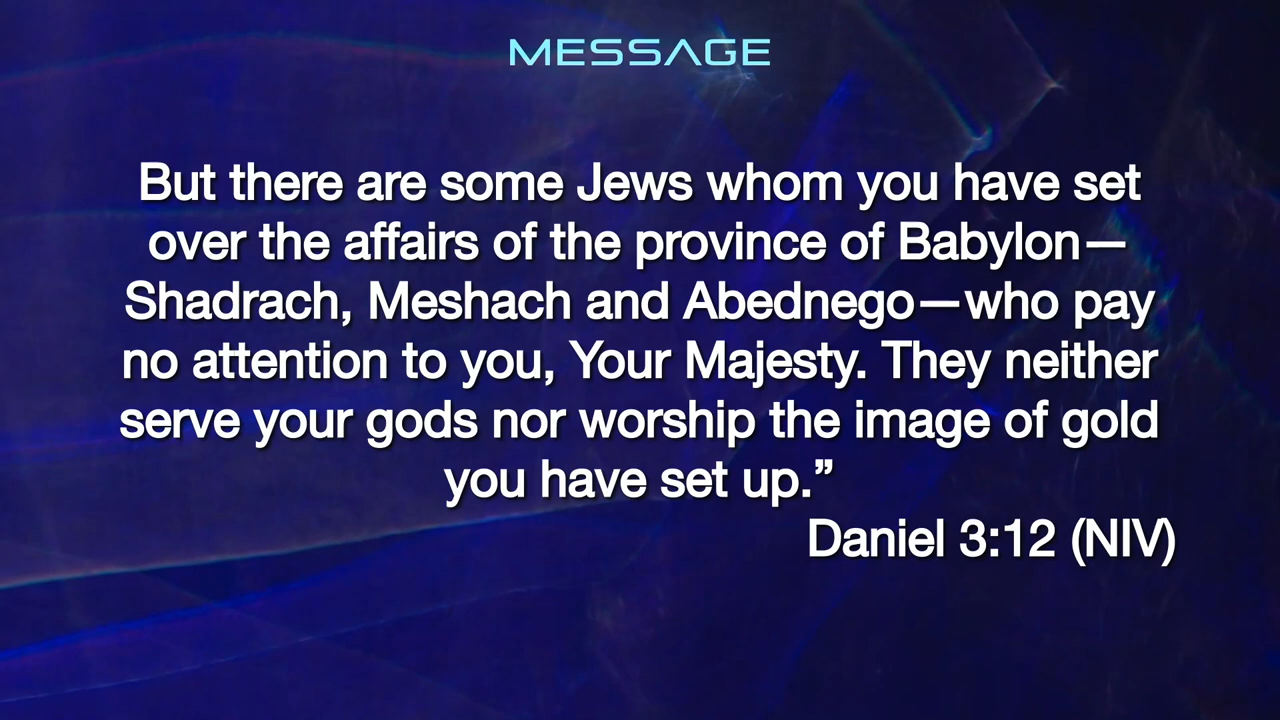 MESSAGE
But there are some Jews whom you have set
over the affairs of the province of Babylon—
Shadrach, Meshach and Abednego—who pay
no attention to you, Your Majesty. They neither
serve your gods nor worship the image of gold
you have set up.”
Daniel 3:12 (NIV)